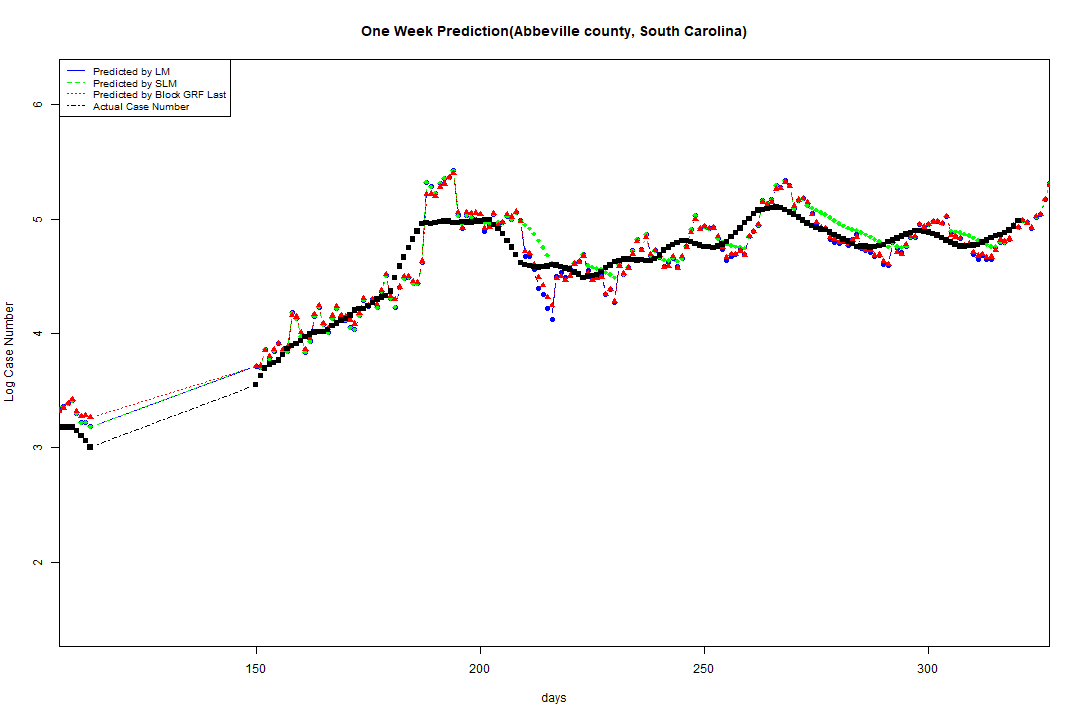 One Week Prediction(Abbeville county, South Carolina)
Predicted by LM
Predicted by SLM
Predicted by Block GRF Last
Actual Case Number
6
5
4
3
2
Log Case Number
150 200 250 300
days